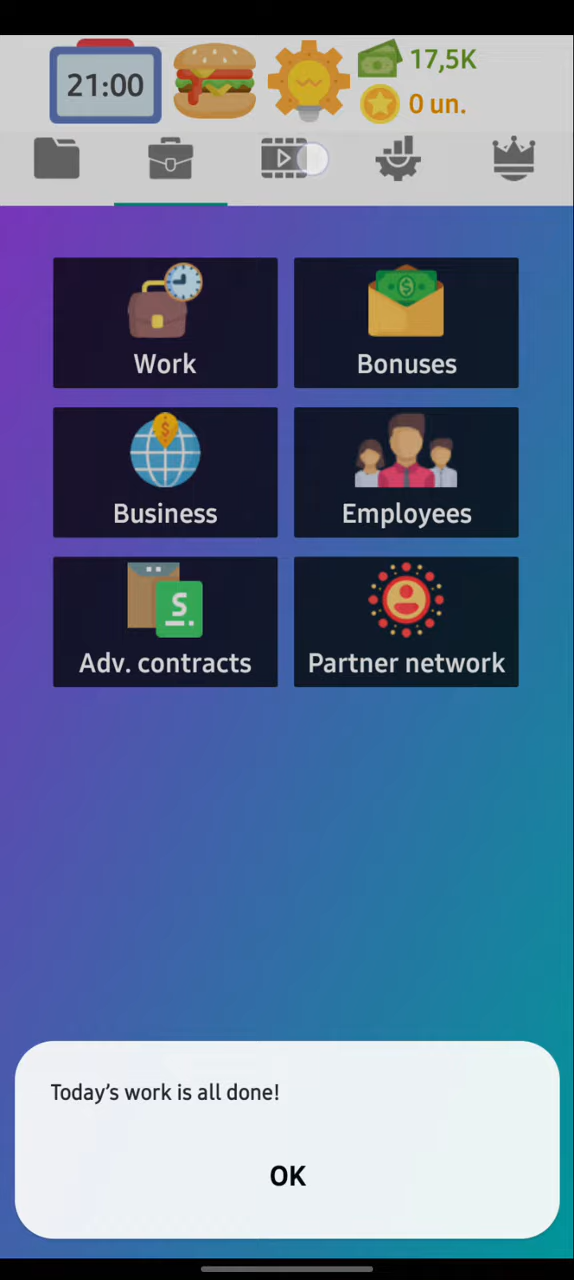 21:00
17,5K
0 un.
Work
Bonuses
Business
Employees
S
Adv. contracts
Partner network
Today's work is all done!
OK